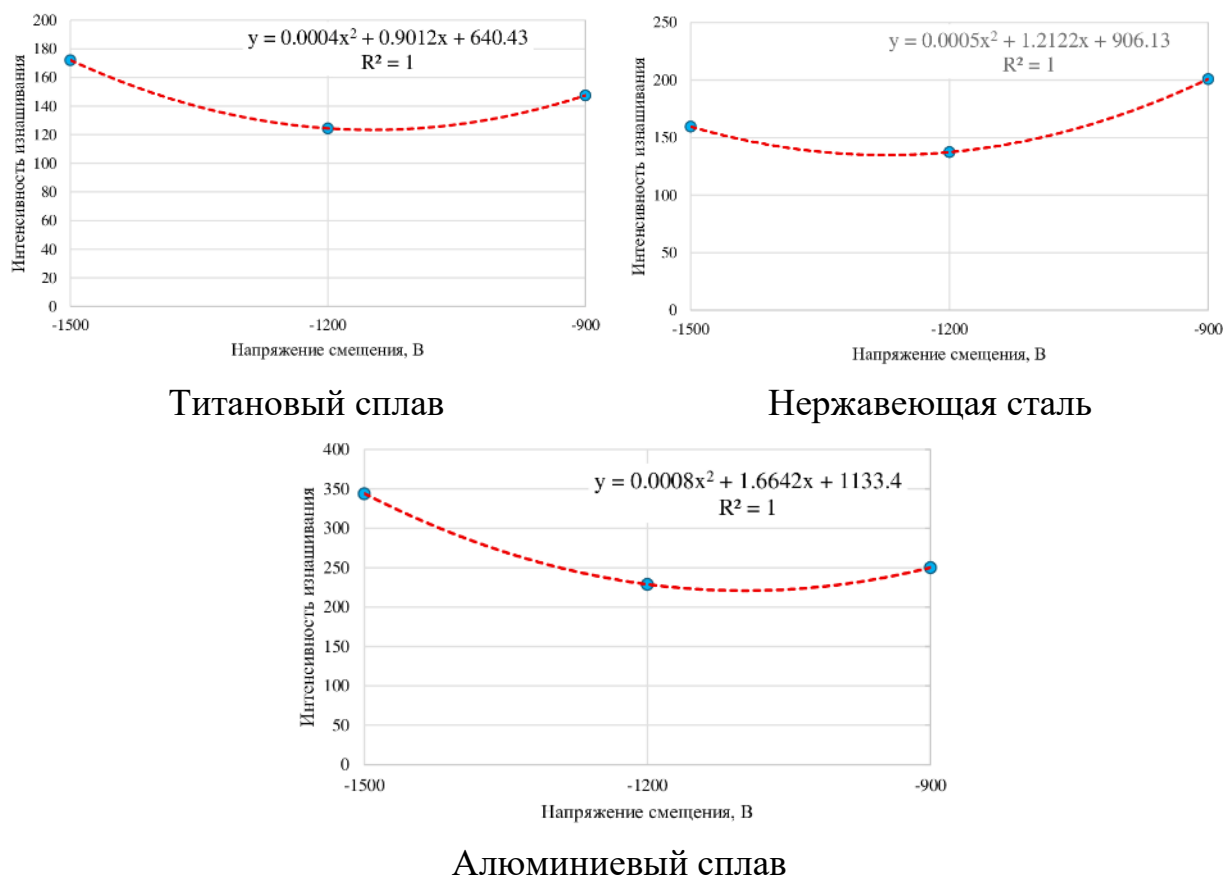 y = 0.0004x² + 0.9012x + 640.43
R² = 1
Интенсивность изнашивания
200
180
160
140
120
100
80
60
40
20
0
-1500
-1200
-900
Напряжение смещения, В
Титановый сплав
y = 0.0005x² + 1.2122x + 906.13
R² = 1
Интенсивность изнашивания
250
200
150
100
50
0
-1500
-1200
-900
Напряжение смещения, В
Нержавеющая сталь
y = 0.0008x² + 1.6642x + 1133.4
R² = 1
Интенсивность изнашивания
400
350
300
250
200
150
100
50
0
-1500
-1200
-900
Напряжение смещения, В
Алюминиевый сплав